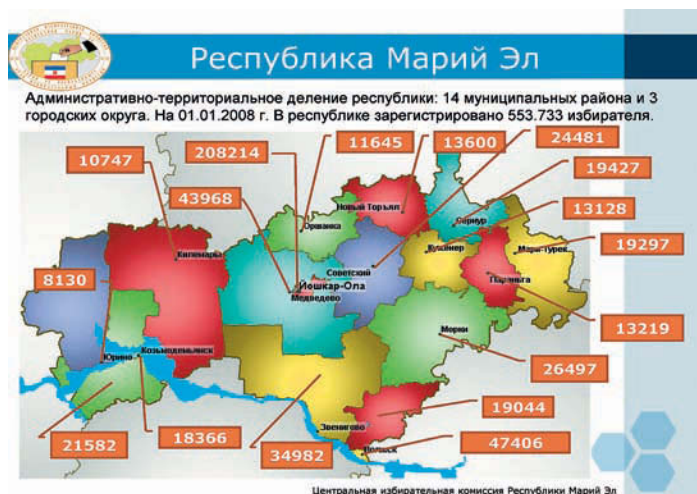 Республика Марий Эл
Административно-территориальное деление республики: 14 муниципальных района и 3
городских округа. На 01.01.2008 г. В республике зарегистрировано 553.733 избирателя.
10747
208214
11645
13600
24481
43968
19427
13128
19297
8130
13219
26497
19044
47406
21582
18366
34982
Новый Торъял
Оршанка
Сернур
Килемары
Советский
Куженер
Мари-Турек
Параньга
Йошкар-Ола
Медведево
Морки
Юрино
Козьмодемьянск
Звенигово
Волжск
Центральная избирательная комиссия Республики Марий Эл